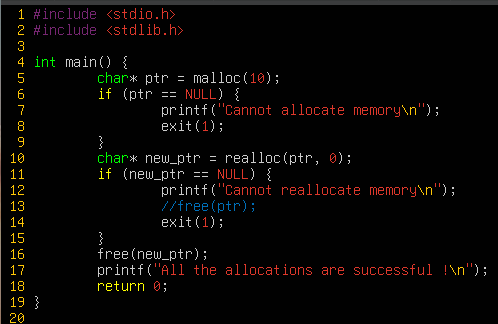 1 #include <stdio.h>
2 #include <stdlib.h>
3
4 int main() {
5         char* ptr = malloc(10);
6         if (ptr == NULL) {
7                 printf("Cannot allocate memory\n");
8                 exit(1);
9         }
10         char* new_ptr = realloc(ptr, 0);
11         if (new_ptr == NULL) {
12                 printf("Cannot reallocate memory\n");
13                 //free(ptr);
14                 exit(1);
15         }
16         free(new_ptr);
17         printf("All the allocations are successful !\n");
18         return 0;
19 }
20